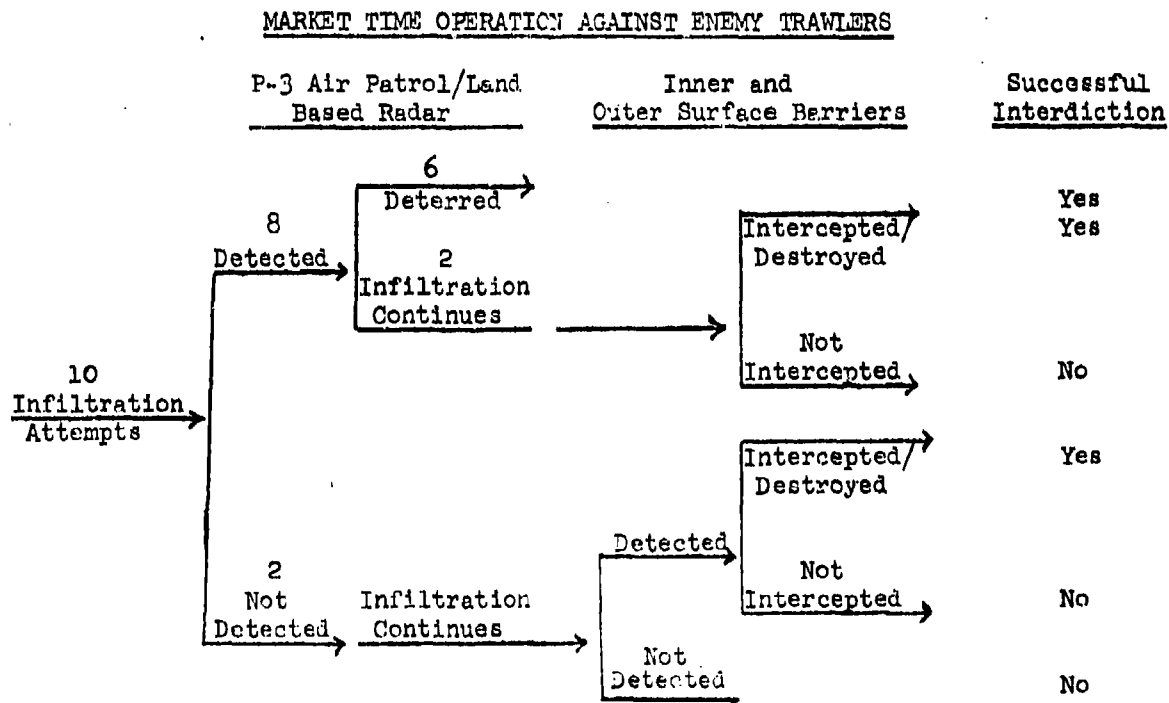 MARKET TIME OPERATION AGAINST ENEMY TRAWLERS
P-3 Air Patrol/Land
Based Radar
Inner and
Outer Surface Barriers
Successful
Interdiction
6
Deterred
Yes
8
Detected
2
Infiltration
Continues
Intercepted/
Destroyed
Yes
Not
Intercepted
No
10
Infiltration
Attempts
Intercepted/
Destroyed
Yes
Detected
2
Not
Detected
Infiltration
Continues
Not
Intercepted
No
Not
Detected
No